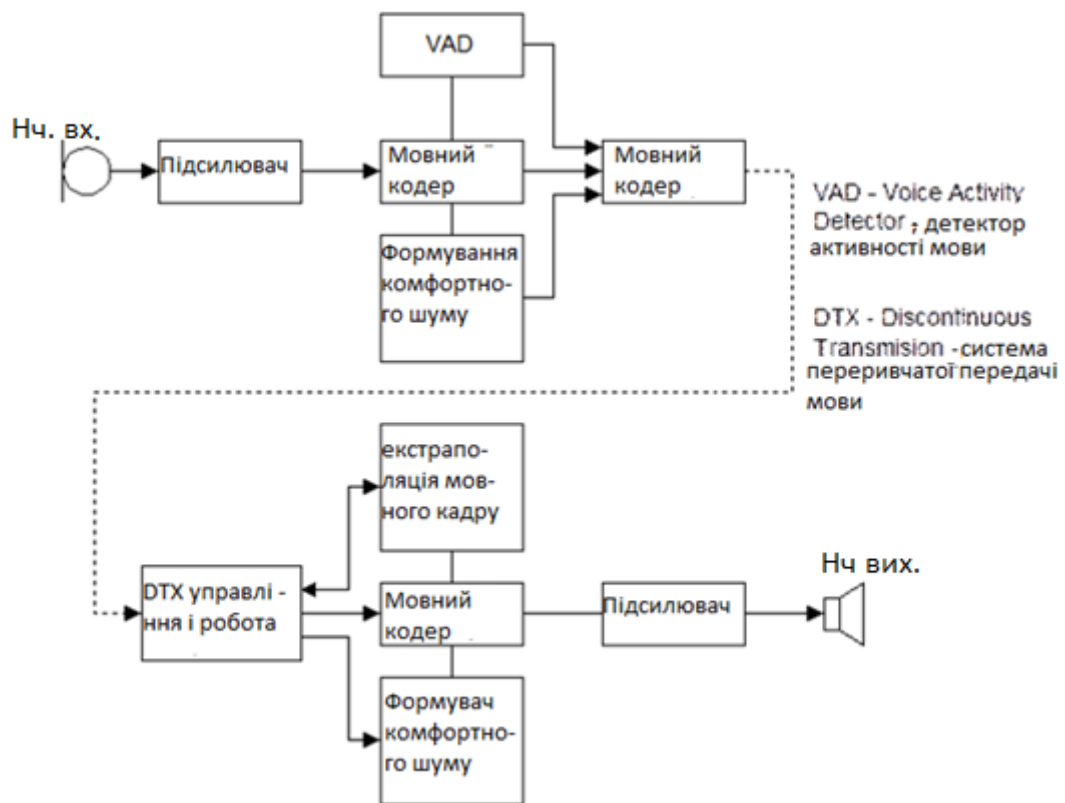 VAD
Нч. вх.
Підсилювач
Мовний
кодер
Мовний
кодер
Формування
комфортно-
го шуму
VAD - Voice Activity
Detector , детектор
активності мови
DTX - Discontinuous
Transmision -система
переривчатої передачі
мови
екстрапо-
ляція мов-
ного кадру
DTX управлі -
ння і робота
Мовний
кодер
Підсилювач
Нч вих.
Формувач
комфортно-
го шуму